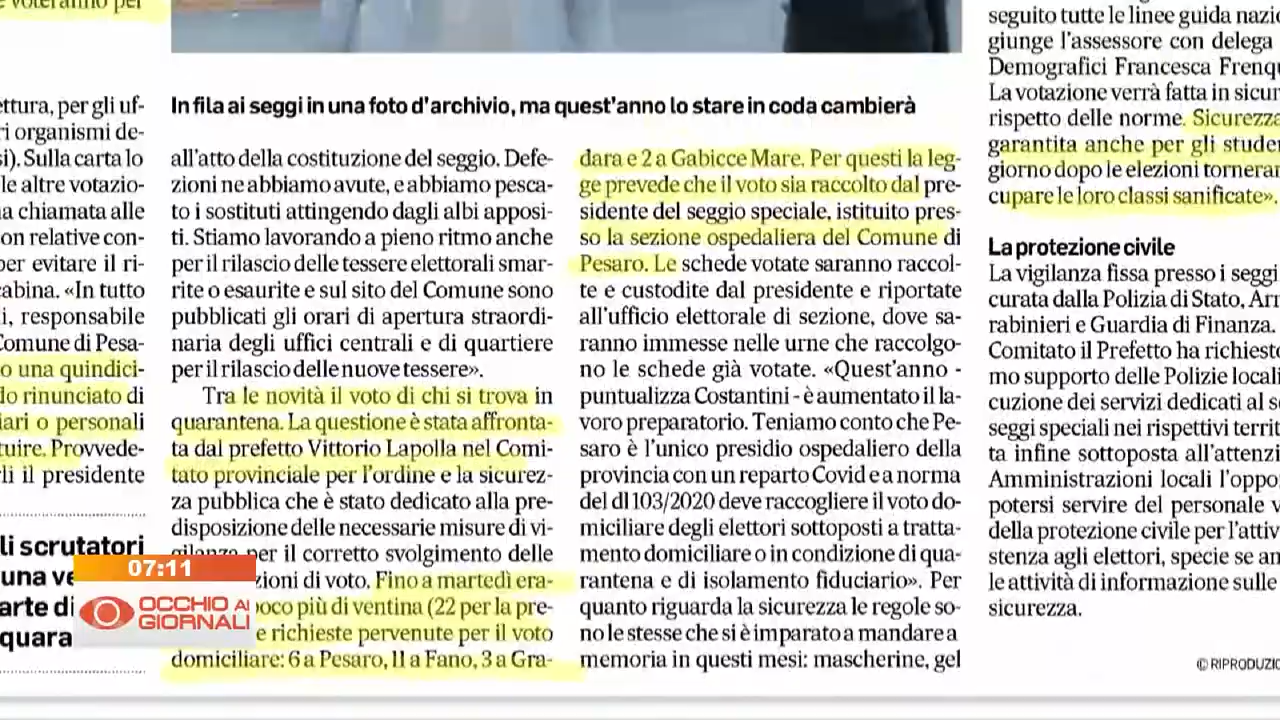 e voteranno per
ettura, per gli uf-
ri organismi de-
si). Sulla carta lo
le altre votazio-
na chiamata alle
on relative con-
per evitare il ri-
cabina. «In tutto
i, responsabile
Comune di Pesa-
o una quindici-
do rinunciato di
iari o personali
tuire. Provvede-
rli il presidente
li scrutatori
una ve
arte di
quara
In fila ai seggi in una foto d'archivio, ma quest'anno lo stare in coda cambierà
all'atto della costituzione del seggio. Defe-
zioni ne abbiamo avute, e abbiamo pesca-
to i sostituti attingendo dagli albi apposi-
ti. Stiamo lavorando a pieno ritmo anche
per il rilascio delle tessere elettorali smar-
rite o esaurite e sul sito del Comune sono
pubblicati gli orari di apertura straordi-
naria degli uffici centrali e di quartiere
per il rilascio delle nuove tessere».
Tra le novità il voto di chi si trova in
quarantena. La questione è stata affronta-
ta dal prefetto Vittorio Lapolla nel Comi-
tato provinciale per l'ordine e la sicurez-
za pubblica che è stato dedicato alla pre-
disposizione delle necessarie misure di vi-
gilanza per il corretto svolgimento delle
zioni di voto. Fino a martedì era-
poco più di ventina (22 per la pre-
e richieste pervenute per il voto
domiciliare: 6 a Pesaro, 11 a Fano, 3 a Gra-
dara e 2 a Gabicce Mare. Per questi la leg-
ge prevede che il voto sia raccolto dal pre-
sidente del seggio speciale, istituito pres-
so la sezione ospedaliera del Comune di
Pesaro. Le schede votate saranno raccol-
te e custodite dal presidente e riportate
all'ufficio elettorale di sezione, dove sa-
ranno immesse nelle urne che raccolgo-
no le schede già votate. «Quest'anno -
puntualizza Costantini - è aumentato il la-
voro preparatorio. Teniamo conto che Pe-
saro è l'unico presidio ospedaliero della
provincia con un reparto Covid e a norma
del dl 103/2020 deve raccogliere il voto do-
miciliare degli elettori sottoposti a tratta-
mento domiciliare o in condizione di qua-
rantena e di isolamento fiduciario». Per
quanto riguarda la sicurezza le regole so-
no le stesse che si è imparato a mandare a
memoria in questi mesi: mascherine, gel
seguito tutte le linee guida nazio
giunge l'assessore con delega
Demografici Francesca Frenqu
La votazione verrà fatta in sicur
rispetto delle norme. Sicurezza
garantita anche per gli studen
giorno dopo le elezioni torneran
cupare le loro classi sanificate».
La protezione civile
La vigilanza fissa presso i seggi
curata dalla Polizia di Stato, Arm
rabinieri e Guardia di Finanza.
Comitato il Prefetto ha richiesto
mo supporto delle Polizie locali
cuzione dei servizi dedicati al s
seggi speciali nei rispettivi territ
ta infine sottoposta all'attenzi
Amministrazioni locali l'oppo
potersi servire del personale v
della protezione civile per l'attiv
stenza agli elettori, specie se an
le attività di informazione sulle
sicurezza.
© RIPRODUZIO
07:11
OCCHIO AI
GIORNALI